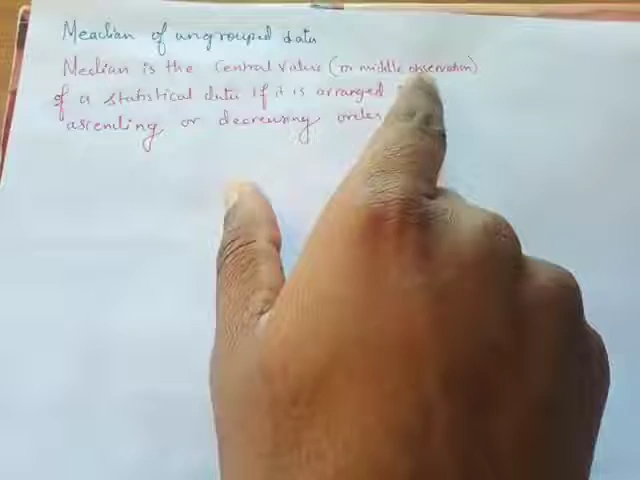 Meadian of ungrouped data
Median is the Central value (or middle observation)
of a statistical data if it is arranged
ascending or decreasing order